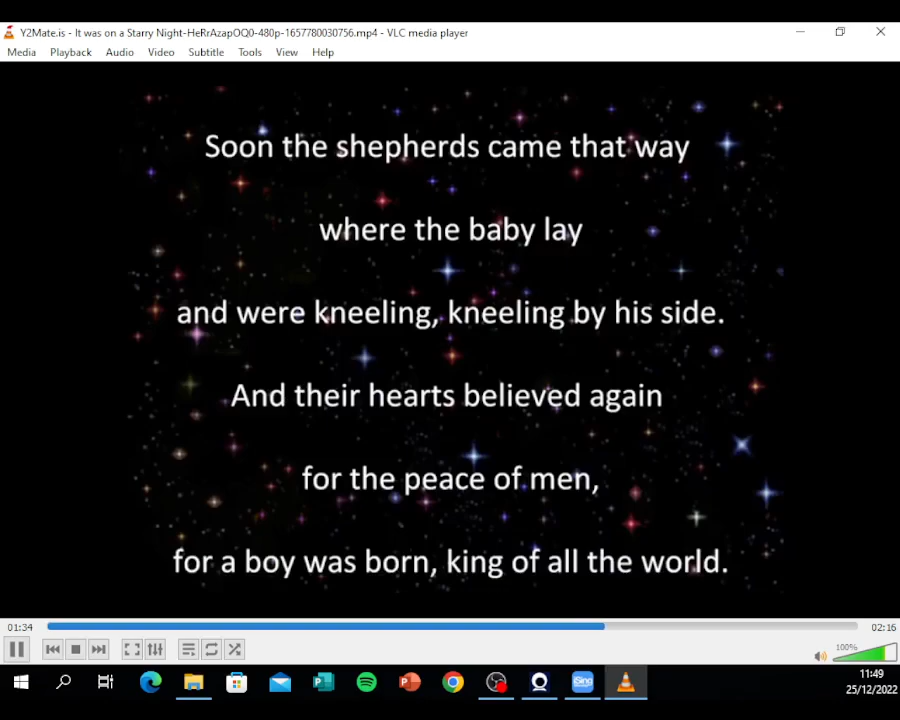 Y2Mate.is - It was on a Starry Night-HeRrAzapOQ0-480p-1657780030756.mp4 - VLC media player
Media Playback Audio Video Subtitle Tools View Help
Soon the shepherds came that way
where the baby lay
and were kneeling, kneeling by his side.
And their hearts believed again
for the peace of men,
for a boy was born, king of all the world.
01:34 02:16
100%
iSing
11:49
25/12/2022